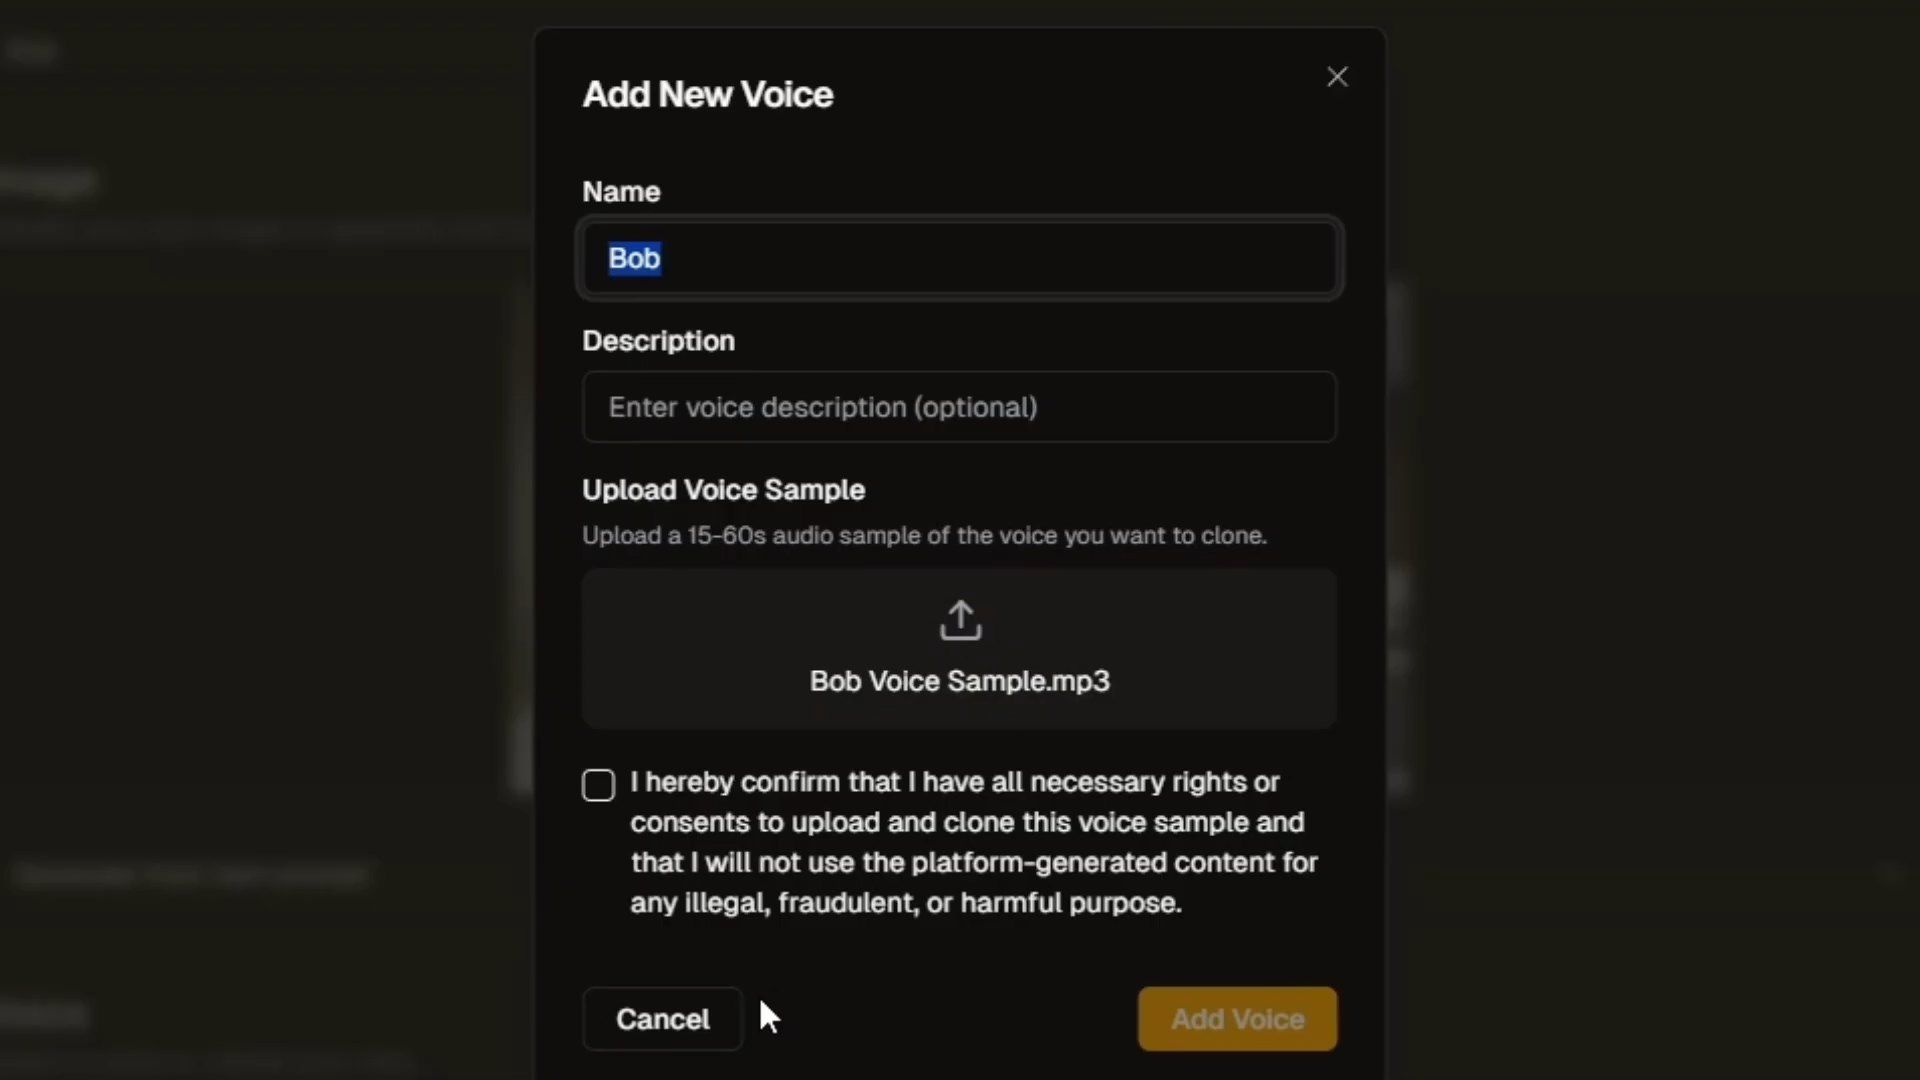 Add New Voice
Name
Bob
Description
Enter voice description (optional)
Upload Voice Sample
Upload a 15-60s audio sample of the voice you want to clone.
Bob Voice Sample.mp3
I hereby confirm that I have all necessary rights or
consents to upload and clone this voice sample and
that I will not use the platform-generated content for
any illegal, fraudulent, or harmful purpose.
Cancel
Add Voice